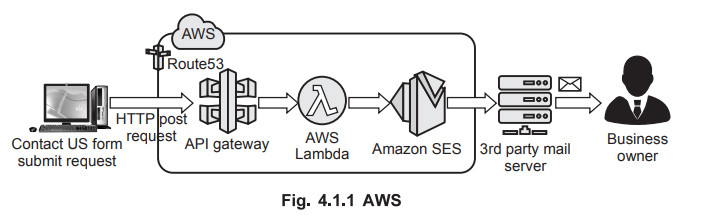 AWS
Route53
HTTP post
request
Contact US form
submit request
API gateway
AWS
Lambda
Amazon SES
3rd party mail
server
Business
owner
Fig. 4.1.1 AWS